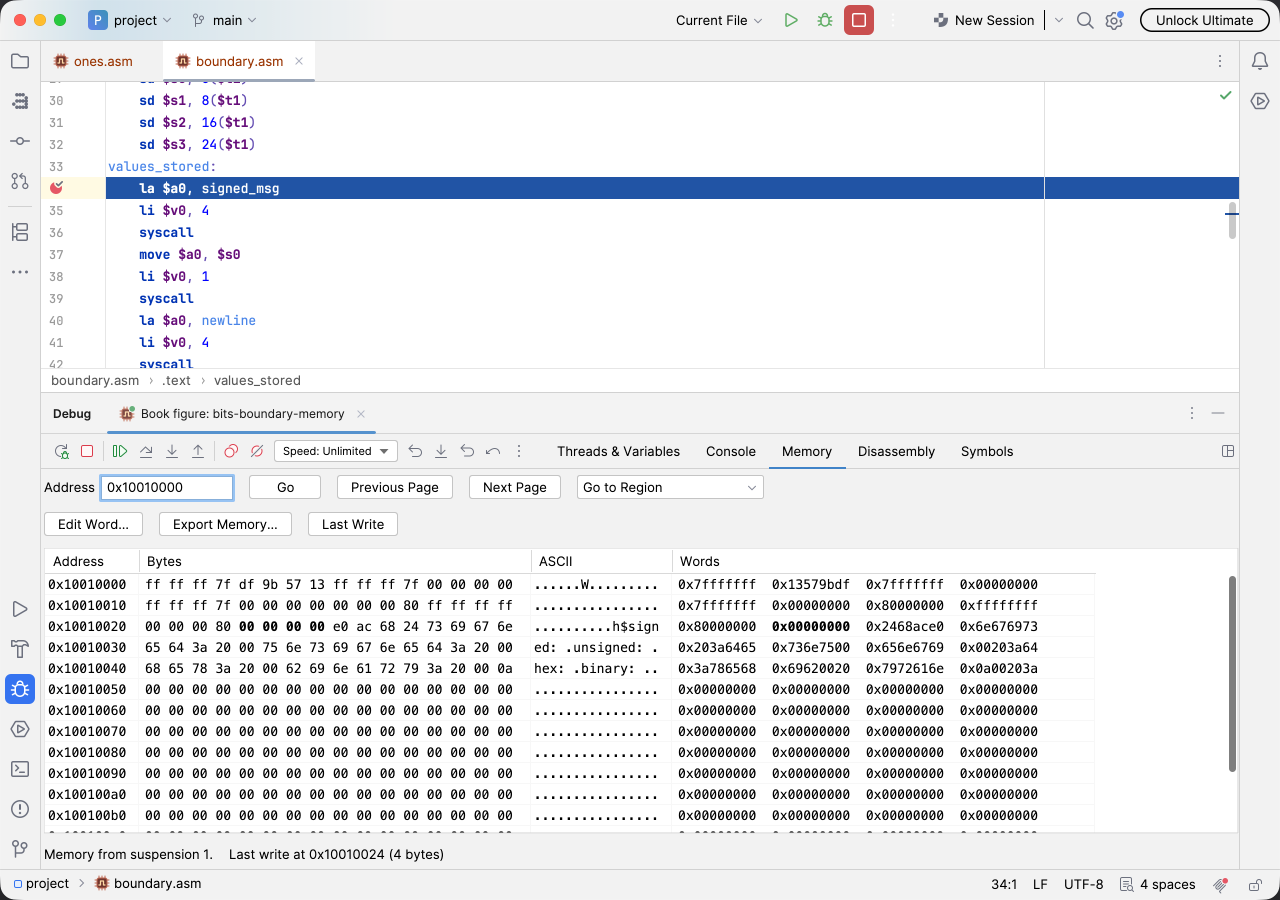 P project main Current File New Session Unlock Ultimate
ones.asm boundary.asm
30 sd $s1, 8($t1)
31 sd $s2, 16($t1)
32 sd $s3, 24($t1)
33 values_stored:
la $a0, signed_msg
35 li $v0, 4
36 syscall
37 move $a0, $s0
38 li $v0, 1
39 syscall
40 la $a0, newline
41 li $v0, 4
42 syscall
boundary.asm › .text › values_stored
Debug Book figure: bits-boundary-memory
Speed: Unlimited Threads & Variables Console Memory Disassembly Symbols
Address 0x10010000 Go Previous Page Next Page Go to Region
Edit Word... Export Memory... Last Write
Address Bytes ASCII Words
0x10010000 ff ff ff 7f df 9b 57 13 ff ff ff 7f 00 00 00 00 ......W......... 0x7fffffff 0x13579bdf 0x7fffffff 0x00000000
0x10010010 ff ff ff 7f 00 00 00 00 00 00 00 80 ff ff ff ff ................ 0x7fffffff 0x00000000 0x80000000 0xffffffff
0x10010020 00 00 00 80 00 00 00 00 e0 ac 68 24 73 69 67 6e ..........h$sign 0x80000000 0x00000000 0x2468ace0 0x6e676973
0x10010030 65 64 3a 20 00 75 6e 73 69 67 6e 65 64 3a 20 00 ed: .unsigned: . 0x203a6465 0x736e7500 0x656e6769 0x00203a64
0x10010040 68 65 78 3a 20 00 62 69 6e 61 72 79 3a 20 00 0a hex: .binary: .. 0x3a786568 0x69620020 0x7972616e 0x0a00203a
0x10010050 00 00 00 00 00 00 00 00 00 00 00 00 00 00 00 00 ................ 0x00000000 0x00000000 0x00000000 0x00000000
0x10010060 00 00 00 00 00 00 00 00 00 00 00 00 00 00 00 00 ................ 0x00000000 0x00000000 0x00000000 0x00000000
0x10010070 00 00 00 00 00 00 00 00 00 00 00 00 00 00 00 00 ................ 0x00000000 0x00000000 0x00000000 0x00000000
0x10010080 00 00 00 00 00 00 00 00 00 00 00 00 00 00 00 00 ................ 0x00000000 0x00000000 0x00000000 0x00000000
0x10010090 00 00 00 00 00 00 00 00 00 00 00 00 00 00 00 00 ................ 0x00000000 0x00000000 0x00000000 0x00000000
0x100100a0 00 00 00 00 00 00 00 00 00 00 00 00 00 00 00 00 ................ 0x00000000 0x00000000 0x00000000 0x00000000
0x100100b0 00 00 00 00 00 00 00 00 00 00 00 00 00 00 00 00 ................ 0x00000000 0x00000000 0x00000000 0x00000000
Memory from suspension 1. Last write at 0x10010024 (4 bytes)
project › boundary.asm 34:1 LF UTF-8 4 spaces